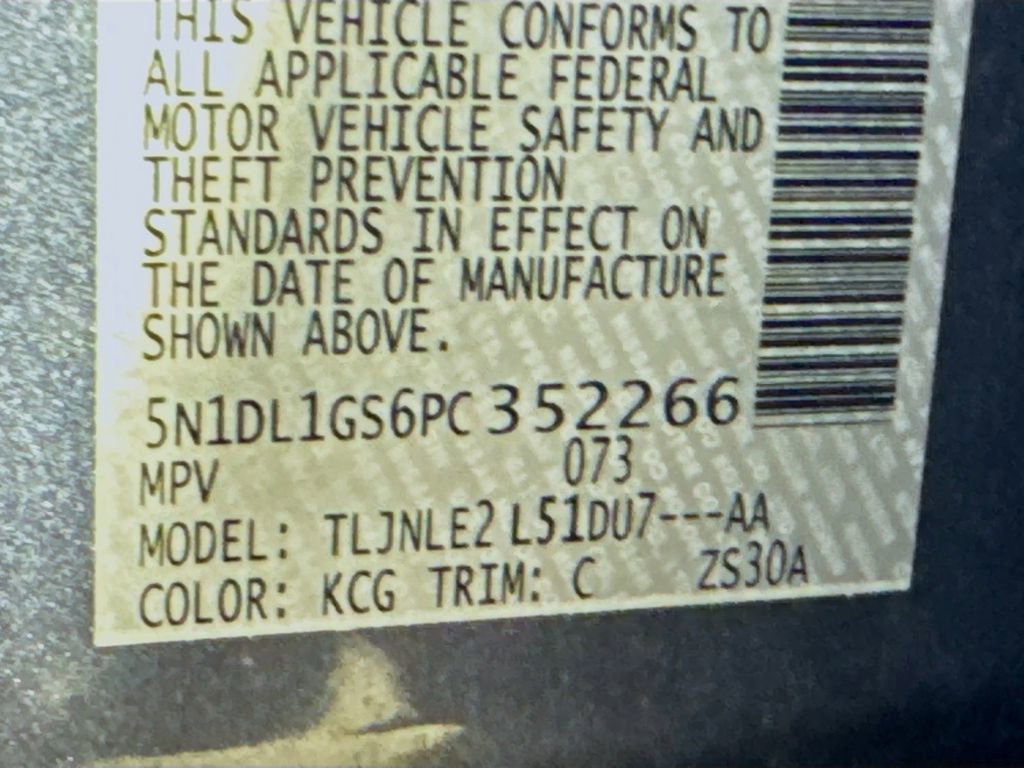 THIS VEHICLE CONFORMS TO
ALL APPLICABLE FEDERAL
MOTOR VEHICLE SAFETY AND
THEFT PREVENTION
STANDARDS IN EFFECT ON
THE DATE OF MANUFACTURE
SHOWN ABOVE.
5N1DL1GS6PC352266
MPV 073
MODEL: TLJNLE2 L51DU7---AA
COLOR: KCG TRIM: C ZS30A